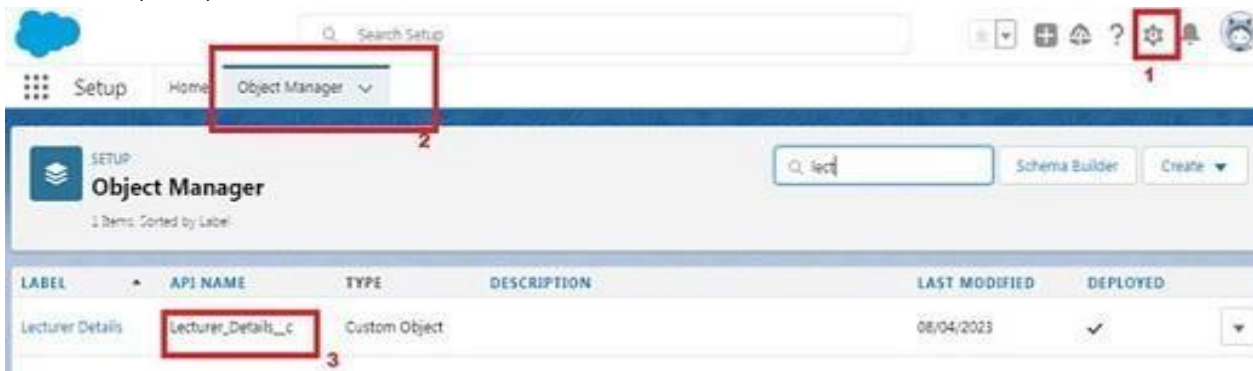 Search Setup
?
1
Setup Home Object Manager
2
SETUP
Object Manager
1 Items, Sorted by Label
lect
Schema Builder
Create
LABEL API NAME TYPE DESCRIPTION LAST MODIFIED DEPLOYED
Lecturer Details Lecturer_Details__c Custom Object 08/04/2023
3